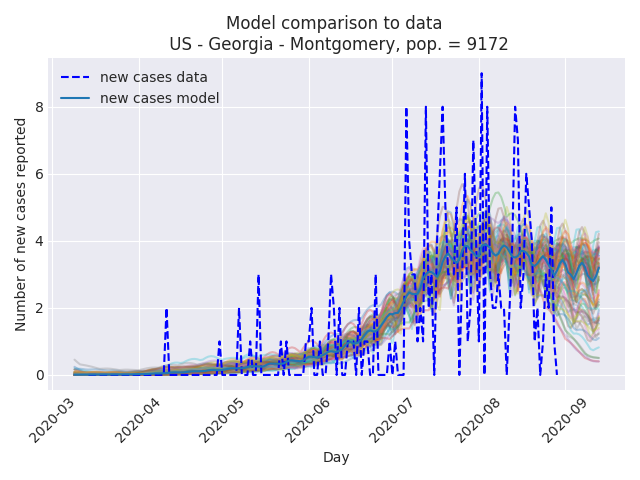 Model comparison to data
US - Georgia - Montgomery, pop. = 9172
new cases data
new cases model
Number of new cases reported
8
6
4
2
0
2020-03
2020-04
2020-05
2020-06
2020-07
2020-08
2020-09
Day